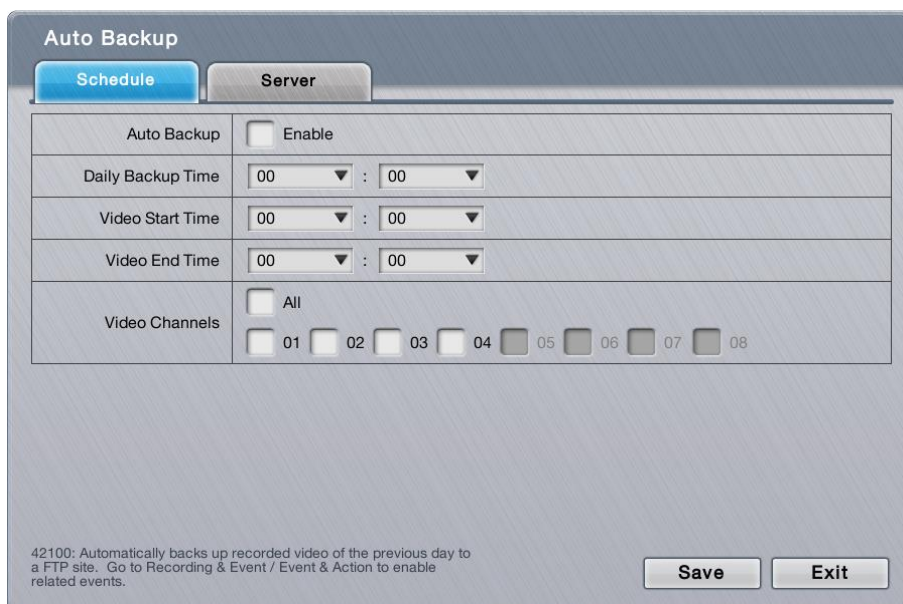 Auto Backup
Schedule
Server
Auto Backup
Enable
Daily Backup Time
00 : 00
Video Start Time
00 : 00
Video End Time
00 : 00
Video Channels
All
01 02 03 04 05 06 07 08
42100: Automatically backs up recorded video of the previous day to
a FTP site. Go to Recording & Event / Event & Action to enable
related events.
Save
Exit